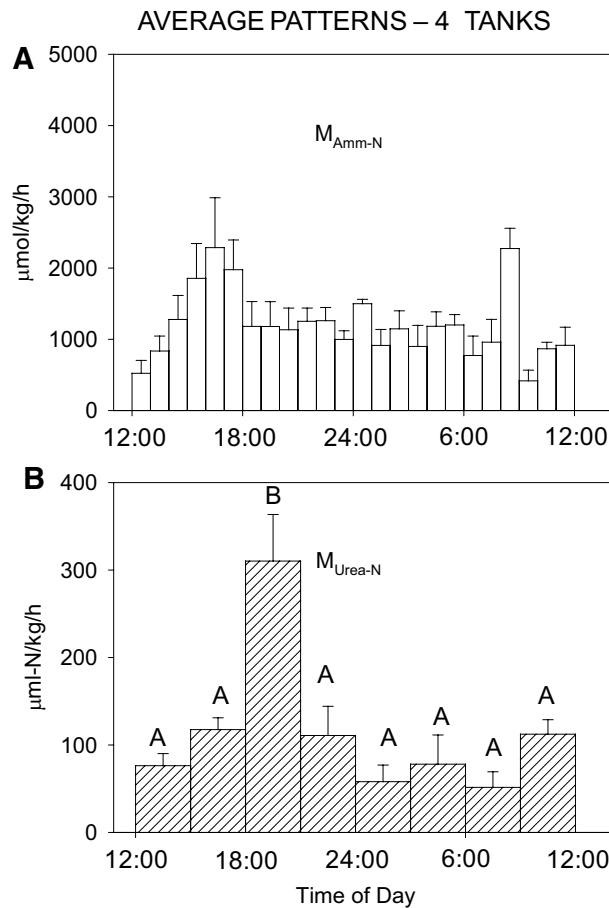 AVERAGE PATTERNS – 4 TANKS
A
5000
4000
3000
2000
1000
0
μmol/kg/h
M_Amm-N
12:00 18:00 24:00 6:00 12:00
B
400
300
200
100
0
μml-N/kg/h
B
M_Urea-N
A A A A A A A
12:00 18:00 24:00 6:00 12:00
Time of Day